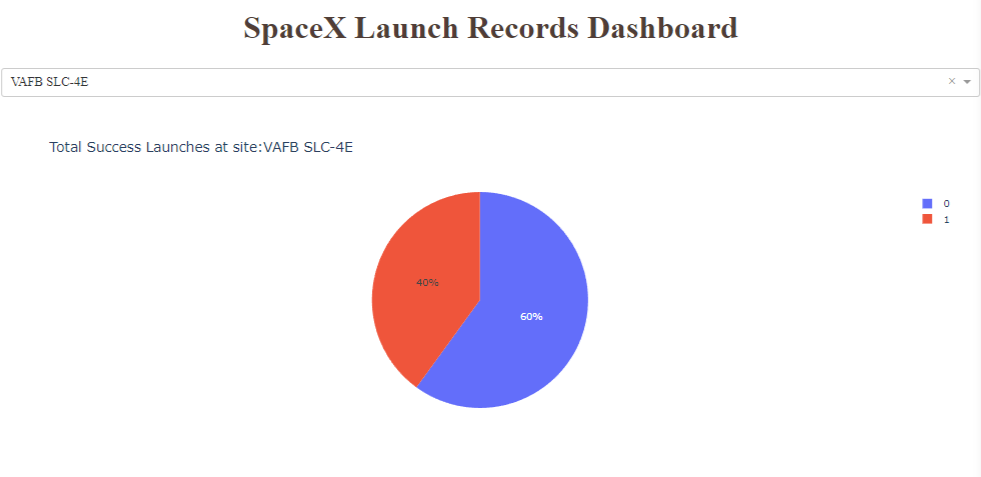 SpaceX Launch Records Dashboard
VAFB SLC-4E
Total Success Launches at site:VAFB SLC-4E
0
1
40%
60%